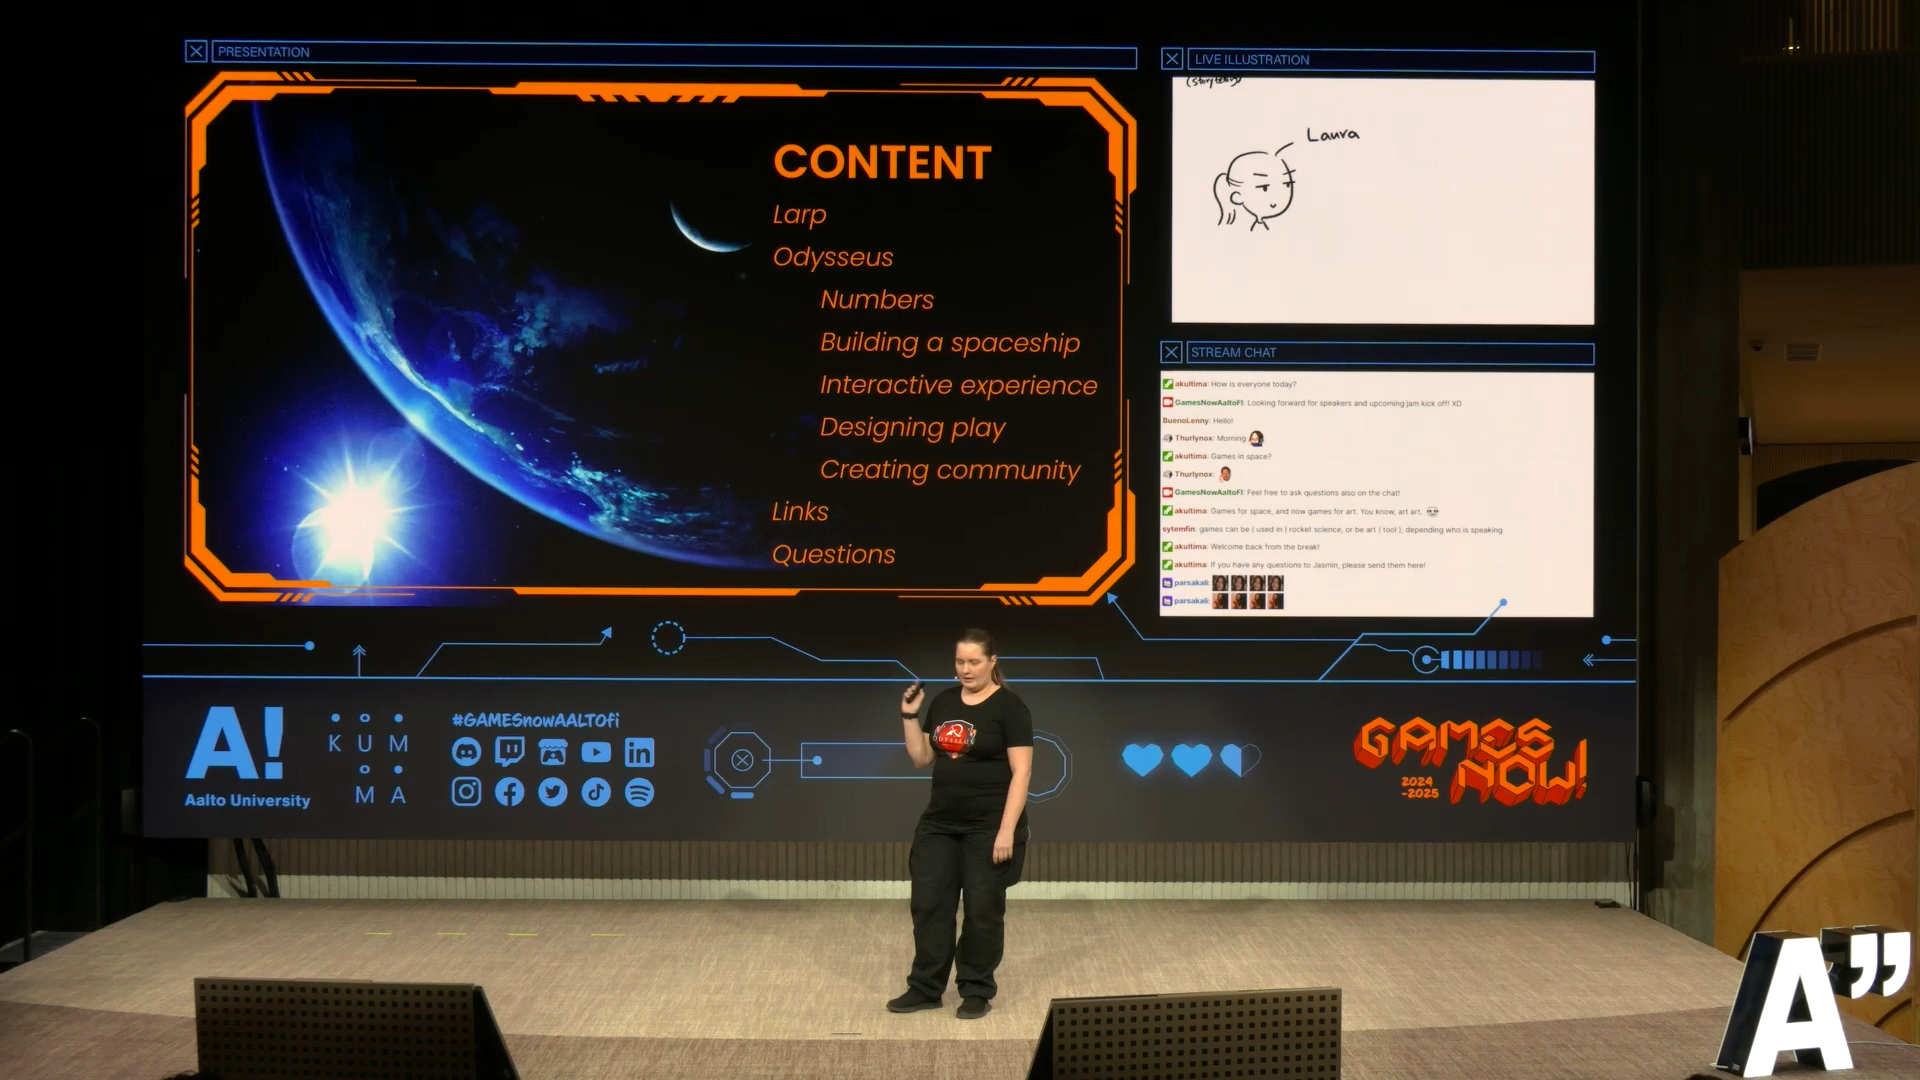 PRESENTATION
CONTENT
Larp
Odysseus
Numbers
Building a spaceship
Interactive experience
Designing play
Creating community
Links
Questions
LIVE ILLUSTRATION
(storytelling)
Laura
STREAM CHAT
akultima: How is everyone today?
GamesNowAaltoFI: Looking forward for speakers and upcoming jam kick off! XD
BuenoLenny: Hello!
Thurlynox: Morning
akultima: Games in space?
Thurlynox:
GamesNowAaltoFI: Feel free to ask questions also on the chat!
akultima: Games for space, and now games for art. You know, art art.
sytemfin: games can be ( used in ) rocket science, or be art ( tool ), depending who is speaking
akultima: Welcome back from the break!
akultima: If you have any questions to Jasmin, please send them here!
parsakali:
parsakali:
A!
Aalto University
KUM
MA
#GAMESnowAALTOfi
in
ODYSSEUS
GAMES
NOW!
2024
-2025
A”